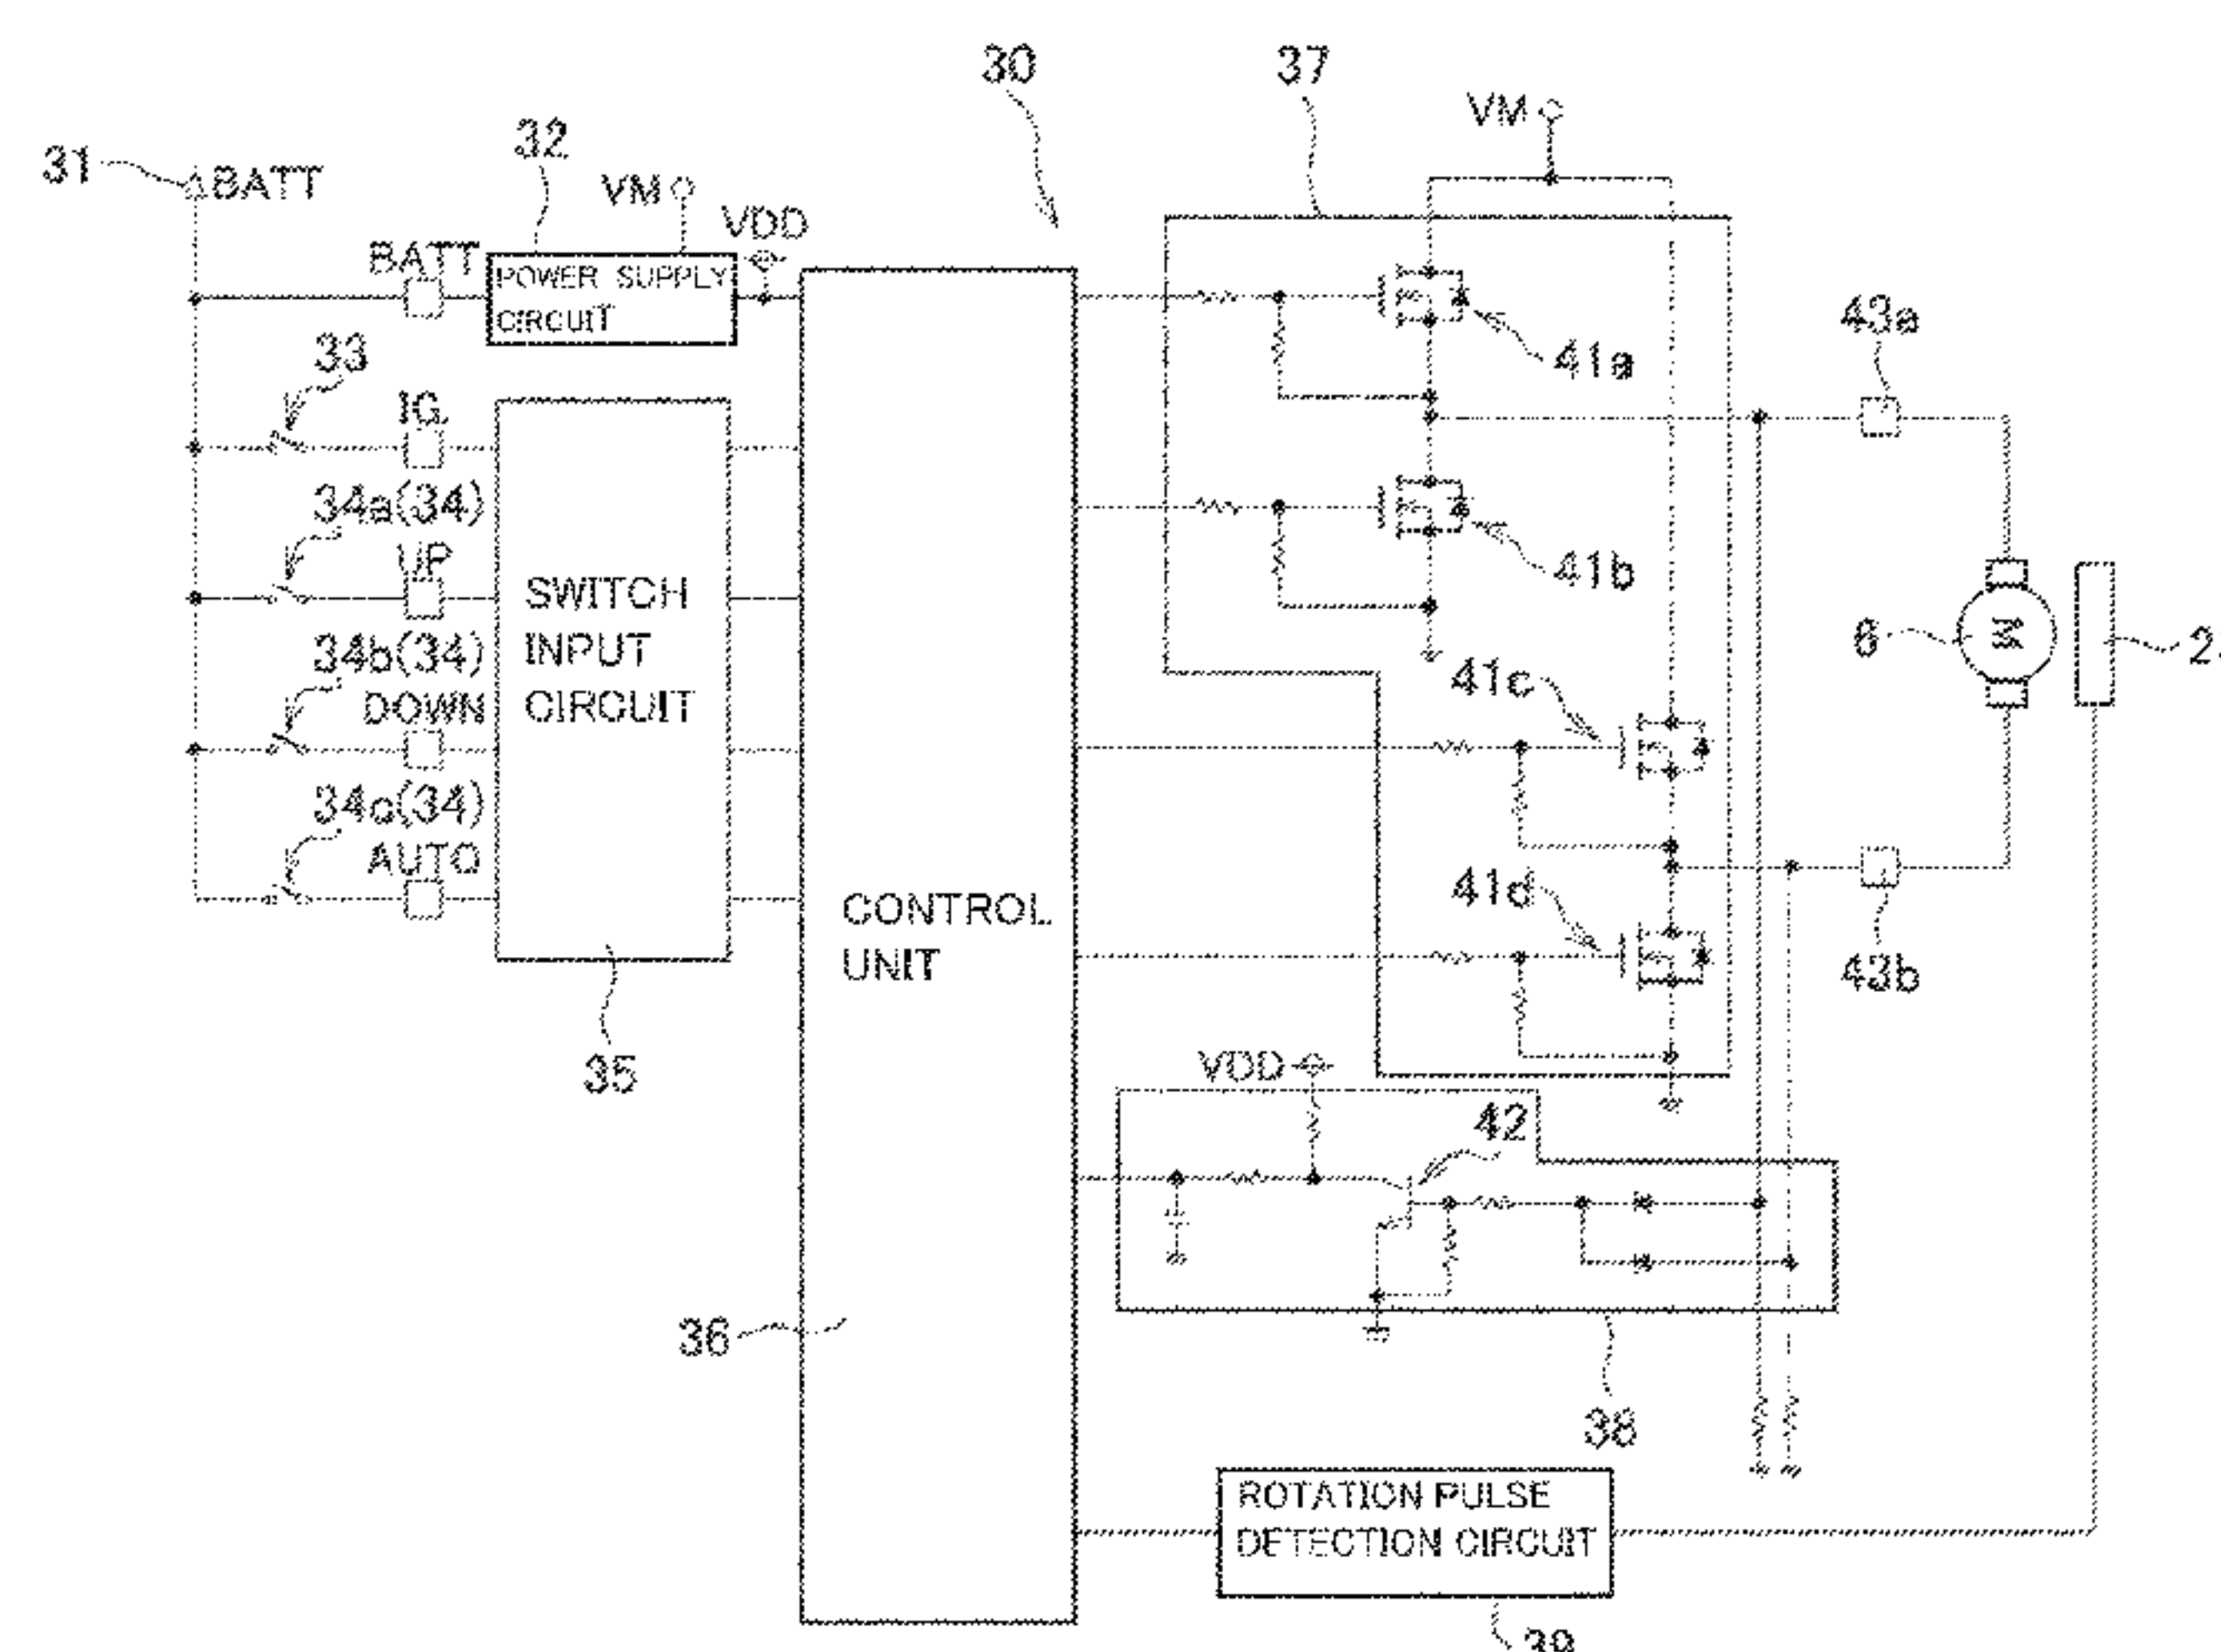 30
37
VM
31
BATT
32
VM
VDD
BATT
POWER SUPPLY
CIRCUIT
33
IG
41a
43a
34a(34)
UP
SWITCH
INPUT
CIRCUIT
41b
6
M
34b(34)
DOWN
41c
34c(34)
AUTO
41d
43b
CONTROL
UNIT
35
VDD
42
36
38
ROTATION PULSE
DETECTION CIRCUIT